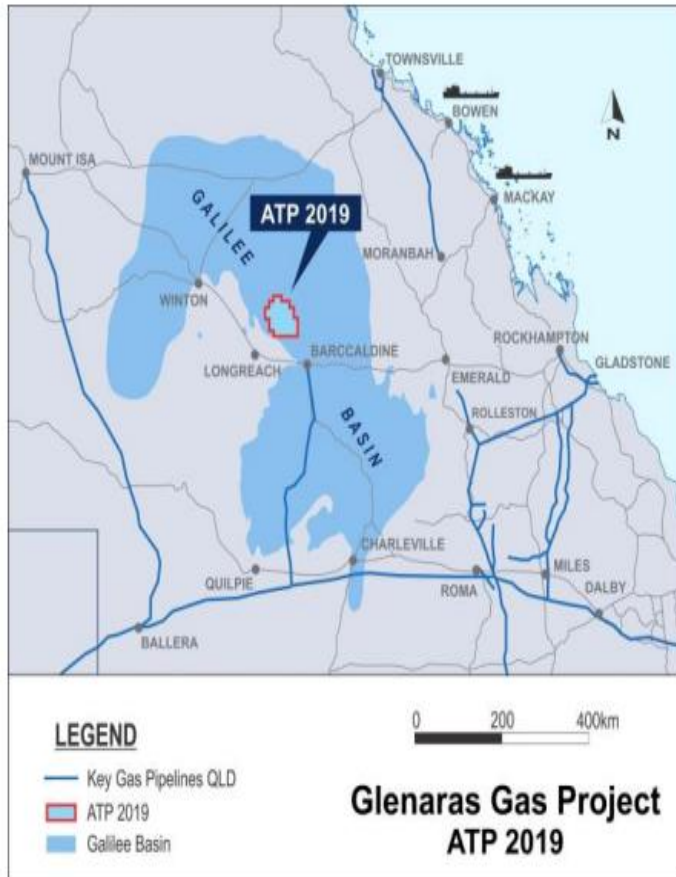 TOWNSVILLE
BOWEN
N
MOUNT ISA
MACKAY
GALILEE
ATP 2019
MORANBAH
WINTON
ROCKHAMPTON
LONGREACH
BARCCALDINE
EMERALD
GLADSTONE
BASIN
ROLLESTON
CHARLEVILLE
QUILPIE
ROMA
MILES
DALBY
BALLERA
LEGEND
0 200 400km
Key Gas Pipelines QLD
ATP 2019
Galilee Basin
Glenaras Gas Project
ATP 2019